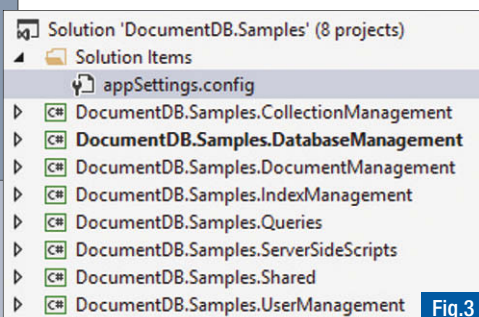 Solution 'DocumentDB.Samples' (8 projects)
Solution Items
appSettings.config
C# DocumentDB.Samples.CollectionManagement
C# DocumentDB.Samples.DatabaseManagement
C# DocumentDB.Samples.DocumentManagement
C# DocumentDB.Samples.IndexManagement
C# DocumentDB.Samples.Queries
C# DocumentDB.Samples.ServerSideScripts
C# DocumentDB.Samples.Shared
C# DocumentDB.Samples.UserManagement
Fig.3